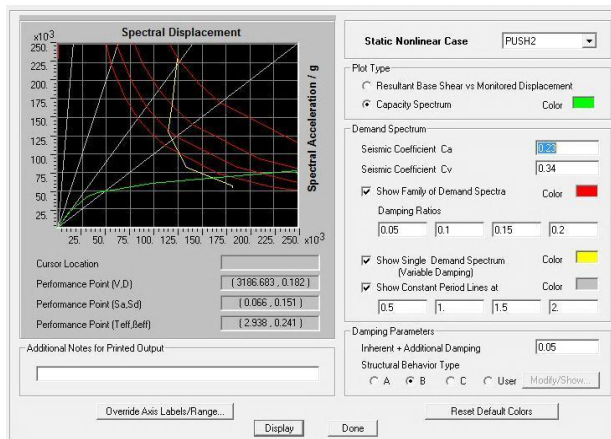 Spectral Displacement
x10³
250.
225.
200.
175.
150.
125.
100.
75.
50.
25.
Spectral Acceleration / g
25. 50. 75. 100. 125. 150. 175. 200. 225. 250. x10⁻³
Cursor Location
Performance Point (V,D) ( 3186.683 , 0.182 )
Performance Point (Sa,Sd) ( 0.066 , 0.151 )
Performance Point (Teff,ßeff) ( 2.938 , 0.241 )
Additional Notes for Printed Output
Override Axis Labels/Range...
Static Nonlinear Case PUSH2
Plot Type
Resultant Base Shear vs Monitored Displacement
Capacity Spectrum Color
Demand Spectrum
Seismic Coefficient Ca 0.23
Seismic Coefficient Cv 0.34
Show Family of Demand Spectra Color
Damping Ratios
0.05 0.1 0.15 0.2
Show Single Demand Spectrum Color
(Variable Damping)
Show Constant Period Lines at Color
0.5 1. 1.5 2.
Damping Parameters
Inherent + Additional Damping 0.05
Structural Behavior Type
A B C User Modify/Show...
Reset Default Colors
Display Done